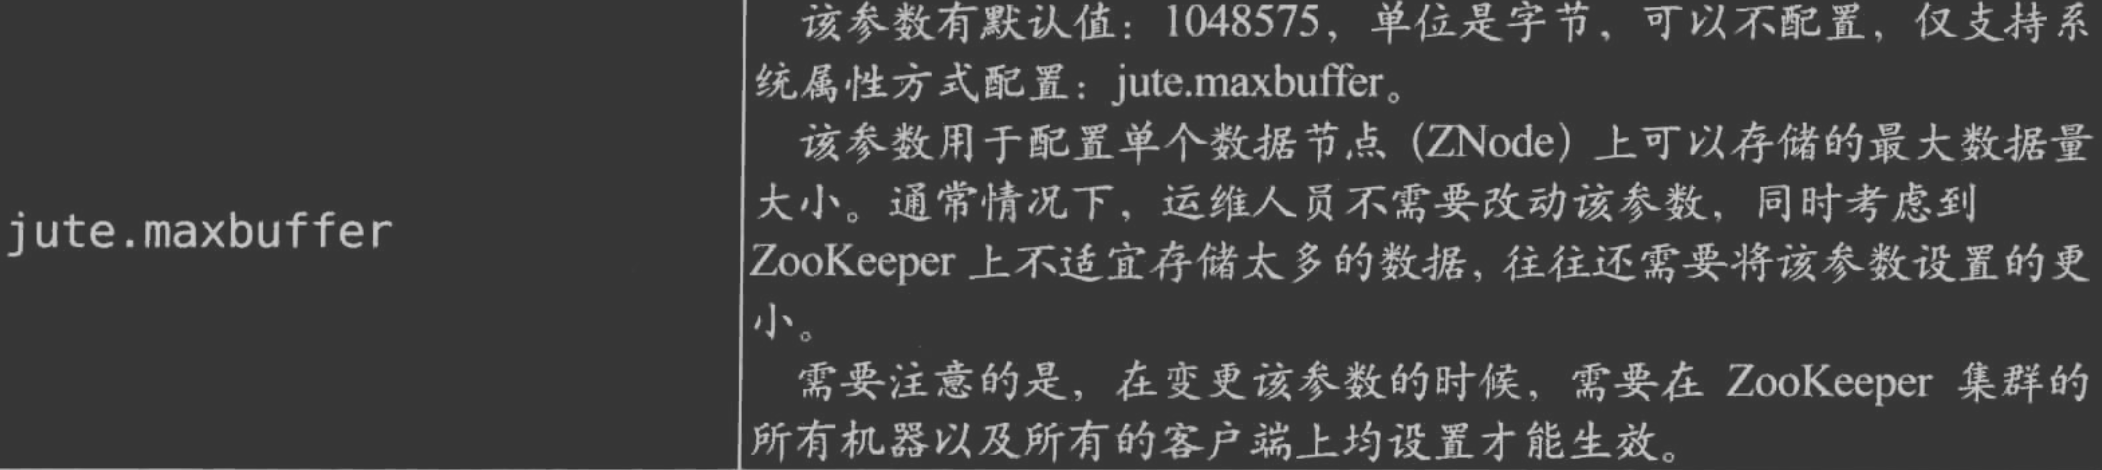 jute.maxbuffer
该参数有默认值：1048575，单位是字节，可以不配置，仅支持系
统属性方式配置：jute.maxbuffer。
该参数用于配置单个数据节点（ZNode）上可以存储的最大数据量
大小。通常情况下，运维人员不需要改动该参数，同时考虑到
ZooKeeper 上不适宜存储太多的数据，往往还需要将该参数设置的更
小。
需要注意的是，在变更该参数的时候，需要在 ZooKeeper 集群的
所有机器以及所有的客户端上均设置才能生效。